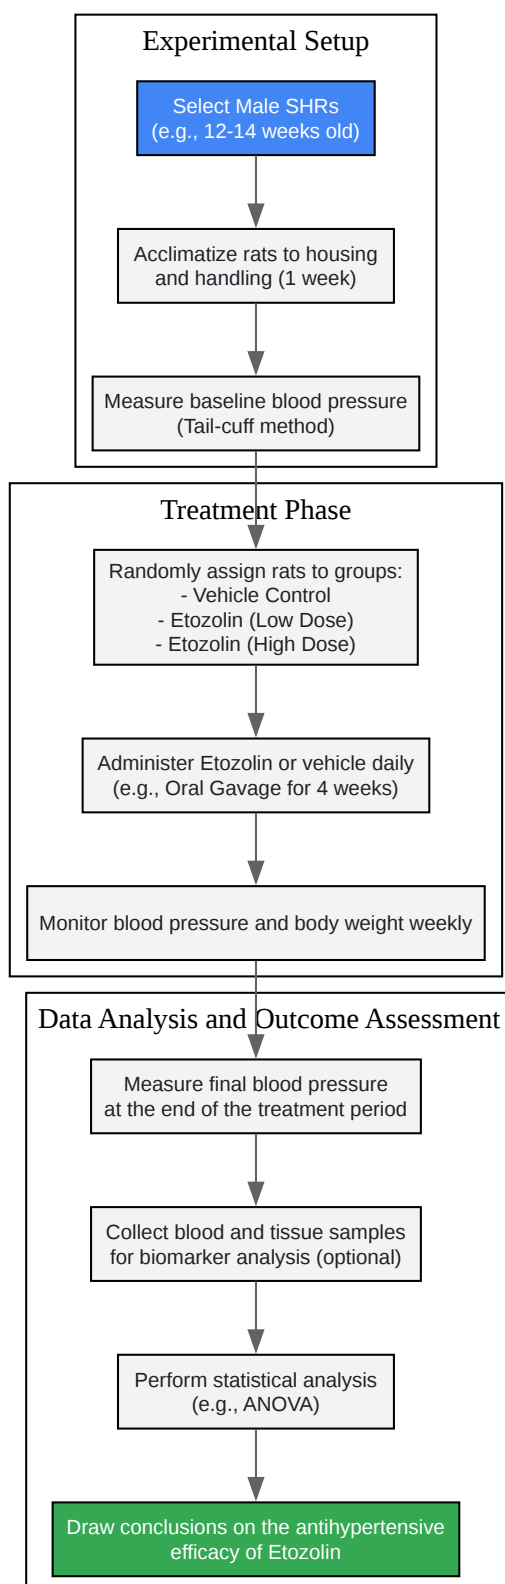 Experimental Setup
Select Male SHRs
(e.g., 12-14 weeks old)
Acclimatize rats to housing
and handling (1 week)
Measure baseline blood pressure
(Tail-cuff method)
Treatment Phase
Randomly assign rats to groups:
- Vehicle Control
- Etozolin (Low Dose)
- Etozolin (High Dose)
Administer Etozolin or vehicle daily
(e.g., Oral Gavage for 4 weeks)
Monitor blood pressure and body weight weekly
Data Analysis and Outcome Assessment
Measure final blood pressure
at the end of the treatment period
Collect blood and tissue samples
for biomarker analysis (optional)
Perform statistical analysis
(e.g., ANOVA)
Draw conclusions on the antihypertensive
efficacy of Etozolin